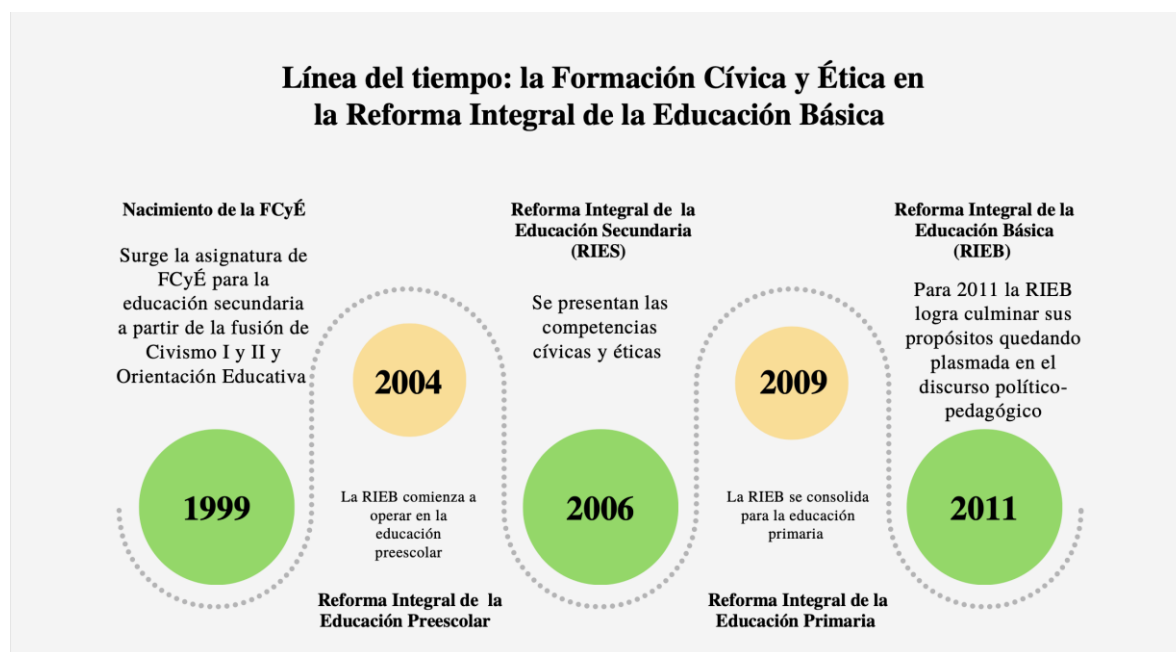 Línea del tiempo: la Formación Cívica y Ética en
la Reforma Integral de la Educación Básica
Nacimiento de la FCyÉ
Surge la asignatura de
FCyÉ para la
educación secundaria
a partir de la fusión de
Civismo I y II y
Orientación Educativa
1999
2004
La RIEB comienza a
operar en la
educación
preescolar
Reforma Integral de la
Educación Preescolar
Reforma Integral de la
Educación Secundaria
(RIES)
Se presentan las
competencias
cívicas y éticas
2006
2009
La RIEB se consolida
para la educación
primaria
Reforma Integral de la
Educación Primaria
Reforma Integral de la
Educación Básica
(RIEB)
Para 2011 la RIEB
logra culminar sus
propósitos quedando
plasmada en el
discurso político-
pedagógico
2011